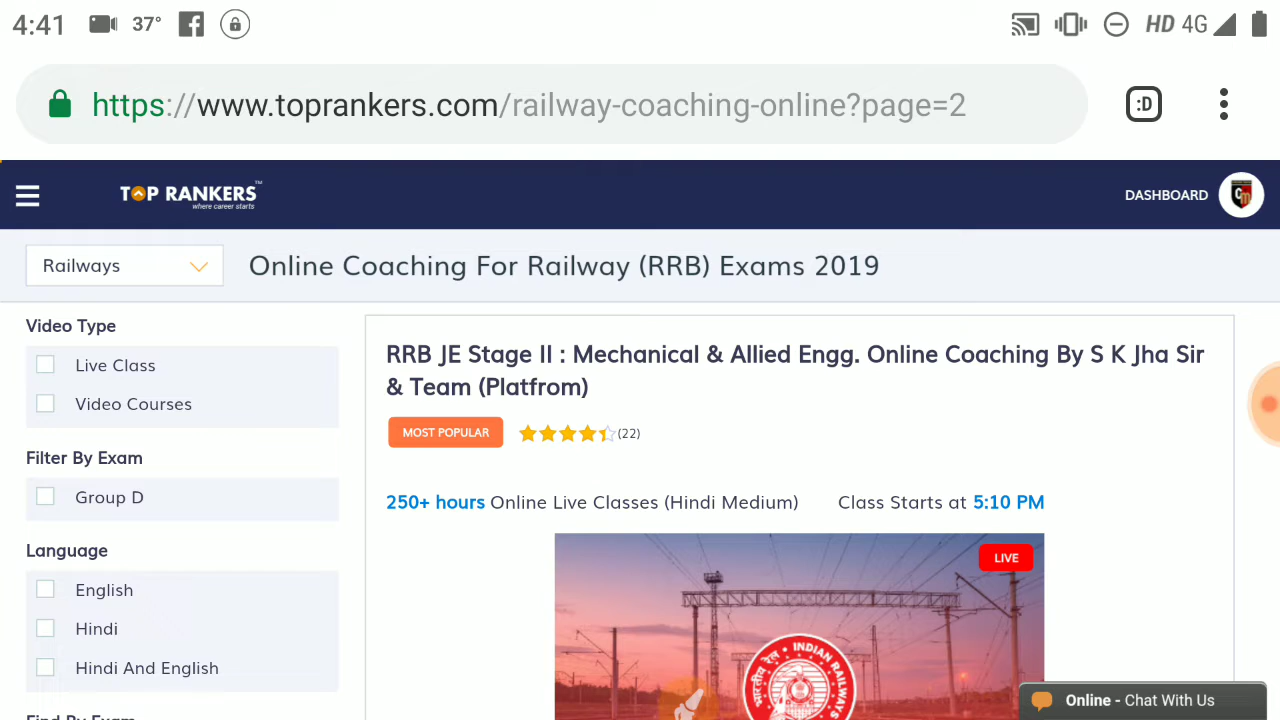 4:41 37° HD 4G
https://www.toprankers.com/railway-coaching-online?page=2 :D
TOP RANKERS™
where career starts
DASHBOARD
Railways
Online Coaching For Railway (RRB) Exams 2019
Video Type
Live Class
Video Courses
Filter By Exam
Group D
Language
English
Hindi
Hindi And English
RRB JE Stage II : Mechanical & Allied Engg. Online Coaching By S K Jha Sir
& Team (Platfrom)
MOST POPULAR (22)
250+ hours Online Live Classes (Hindi Medium) Class Starts at 5:10 PM
LIVE
INDIAN RAILWAYS
भारतीय रेल
Online - Chat With Us